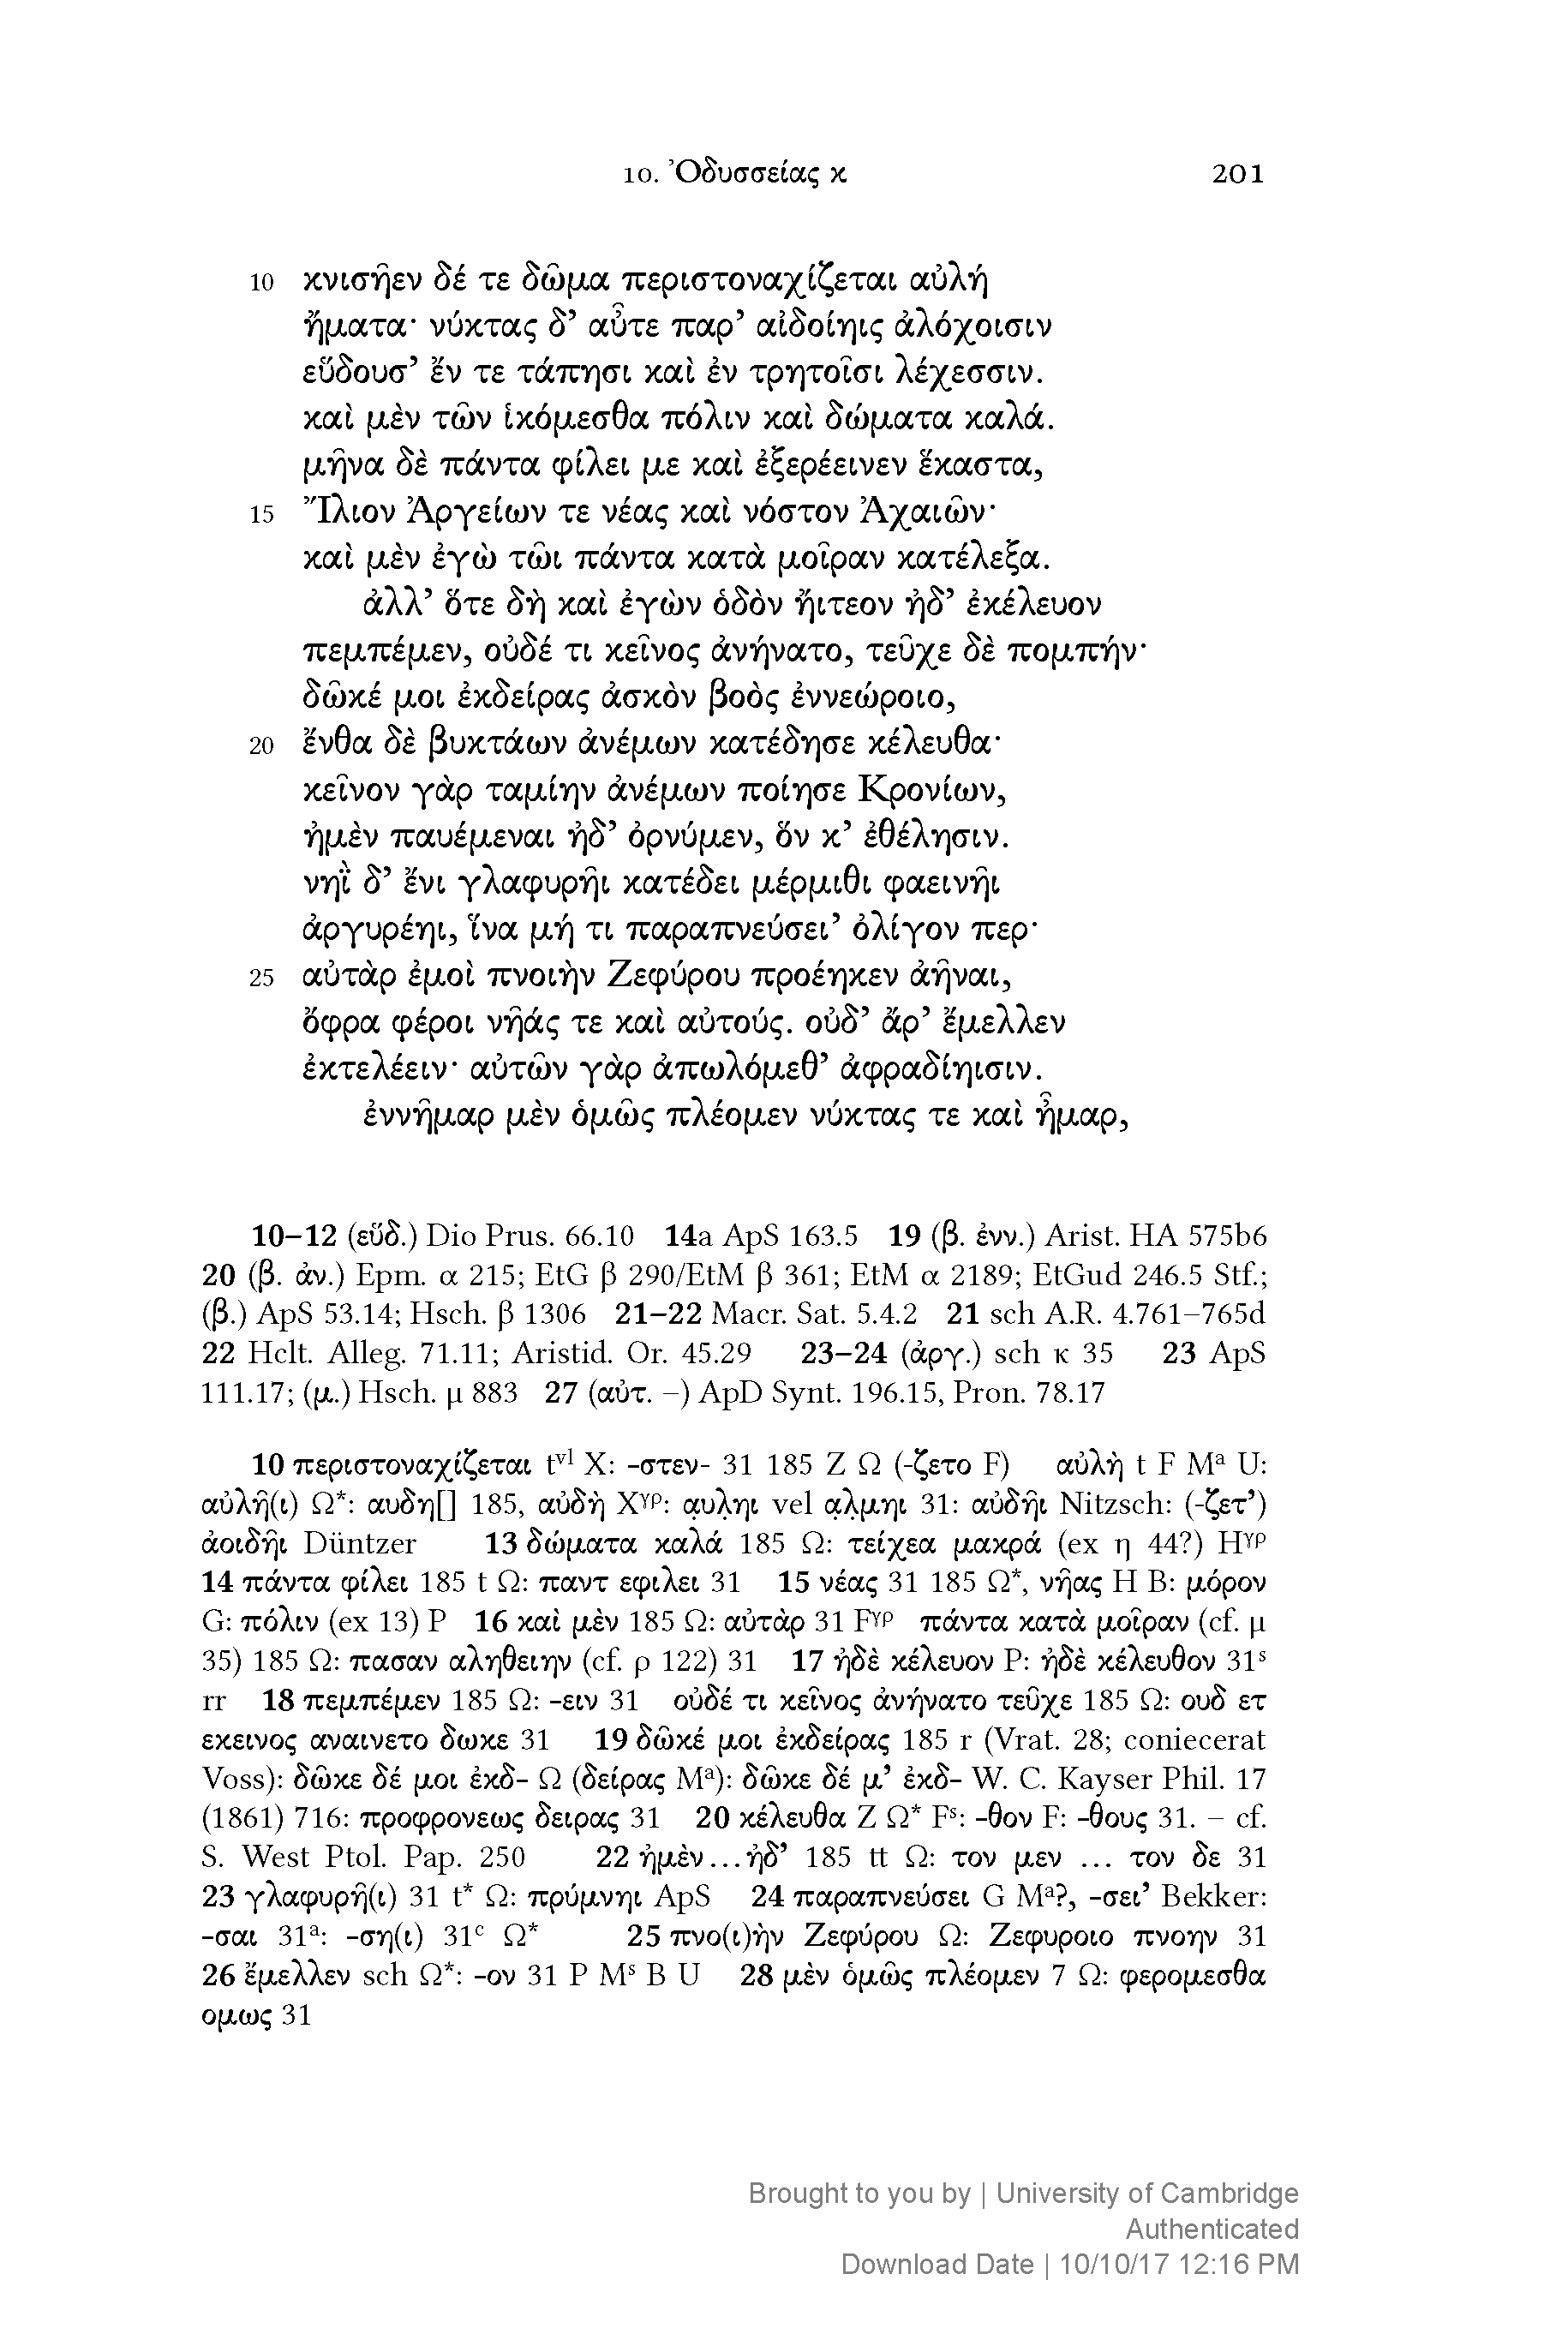 10. Ὀδυσσείας κ 201
10 κνισῆεν δέ τε δῶμα περιστοναχίζεται αὐλή
ἤματα· νύκτας δ’ αὖτε παρ’ αἰδοίηις ἀλόχοισιν
εὕδουσ’ ἔν τε τάπησι καὶ ἐν τρητοῖσι λέχεσσιν.
καὶ μὲν τῶν ἱκόμεσθα πόλιν καὶ δώματα καλά.
μῆνα δὲ πάντα φίλει με καὶ ἐξερέεινεν ἕκαστα,
15 Ἴλιον Ἀργείων τε νέας καὶ νόστον Ἀχαιῶν·
καὶ μὲν ἐγὼ τῶι πάντα κατὰ μοῖραν κατέλεξα.
ἀλλ’ ὅτε δὴ καὶ ἐγὼν ὁδὸν ἤιτεον ἠδ’ ἐκέλευον
πεμπέμεν, οὐδέ τι κεῖνος ἀνήνατο, τεῦχε δὲ πομπήν·
δῶκέ μοι ἐκδείρας ἀσκὸν βοὸς ἐννεώροιο,
20 ἔνθα δὲ βυκτάων ἀνέμων κατέδησε κέλευθα·
κεῖνον γὰρ ταμίην ἀνέμων ποίησε Κρονίων,
ἠμὲν παυέμεναι ἠδ’ ὀρνύμεν, ὅν κ’ ἐθέλησιν.
νηῒ δ’ ἔνι γλαφυρῆι κατέδει μέρμιθι φαεινῆι
ἀργυρέηι, ἵνα μή τι παραπνεύσει’ ὀλίγον περ·
25 αὐτὰρ ἐμοὶ πνοιὴν Ζεφύρου προέηκεν ἀῆναι,
ὄφρα φέροι νῆάς τε καὶ αὐτούς. οὐδ’ ἄρ’ ἔμελλεν
ἐκτελέειν· αὐτῶν γὰρ ἀπωλόμεθ’ ἀφραδίηισιν.
ἐννῆμαρ μὲν ὁμῶς πλέομεν νύκτας τε καὶ ἦμαρ,
10–12 (εὕδ.) Dio Prus. 66.10 14a ApS 163.5 19 (β. ἐνν.) Arist. HA 575b6
20 (β. ἀν.) Epm. α 215; EtG β 290/EtM β 361; EtM α 2189; EtGud 246.5 Stf.;
(β.) ApS 53.14; Hsch. β 1306 21–22 Macr. Sat. 5.4.2 21 sch A.R. 4.761–765d
22 Hclt. Alleg. 71.11; Aristid. Or. 45.29 23–24 (ἀργ.) sch κ 35 23 ApS
111.17; (μ.) Hsch. μ 883 27 (αὐτ. –) ApD Synt. 196.15, Pron. 78.17
10 περιστοναχίζεται tᵛˡ X: -στεν- 31 185 Z Ω (-ζετο F) αὐλὴ t F Mᵃ U:
αὐλῆ(ι) Ω*: αυδη[] 185, αὐδὴ Xᵞᵖ: α̣υλ̣ηι vel α̣λ̣μηι 31: αὐδῆι Nitzsch: (-ζετ’)
ἀοιδῆι Düntzer 13 δώματα καλά 185 Ω: τείχεα μακρά (ex η 44?) Hᵞᵖ
14 πάντα φίλει 185 t Ω: παντ εφιλει 31 15 νέας 31 185 Ω*, νῆας H B: μόρον
G: πόλιν (ex 13) P 16 καὶ μὲν 185 Ω: αὐτὰρ 31 Fᵞᵖ πάντα κατὰ μοῖραν (cf. μ
35) 185 Ω: πασαν αληθειην (cf. ρ 122) 31 17 ἠδὲ κέλευον P: ἠδὲ κέλευθον 31ˢ
rr 18 πεμπέμεν 185 Ω: -ειν 31 οὐδέ τι κεῖνος ἀνήνατο τεῦχε 185 Ω: ουδ ετ
εκεινος αναινετο δωκε 31 19 δῶκέ μοι ἐκδείρας 185 r (Vrat. 28; coniecerat
Voss): δῶκε δέ μοι ἐκδ- Ω (δείρας Mᵃ): δῶκε δέ μ’ ἐκδ- W. C. Kayser Phil. 17
(1861) 716: προφρονεως δειρας 31 20 κέλευθα Z Ω* Fˢ: -θον F: -θους 31. – cf.
S. West Ptol. Pap. 250 22 ἠμὲν...ἠδ’ 185 tt Ω: τον μεν ... τον δε 31
23 γλαφυρῆ(ι) 31 t* Ω: πρύμνηι ApS 24 παραπνεύσει G Mᵃ?, -σει’ Bekker:
-σαι 31ᵃ: -ση(ι) 31ᶜ Ω* 25 πνο(ι)ὴν Ζεφύρου Ω: Ζεφυροιο πνοην 31
26 ἔμελλεν sch Ω*: -ον 31 P Mˢ B U 28 μὲν ὁμῶς πλέομεν 7 Ω: φερομεσθα
ομως 31
Brought to you by | University of Cambridge
Authenticated
Download Date | 10/10/17 12:16 PM